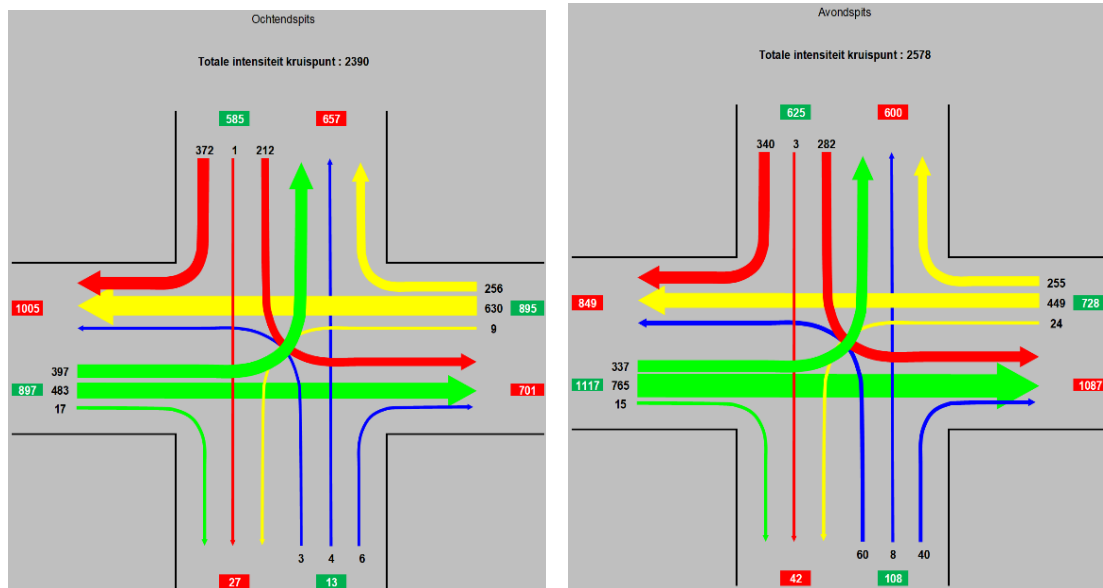 Ochtendspits
Totale intensiteit kruispunt : 2390
585 657
372 1 212
256
1005 630 895
9
397
897 483 701
17
3 4 6
27 13
Avondspits
Totale intensiteit kruispunt : 2578
625 600
340 3 282
255
849 449 728
24
337
1117 765 1087
15
60 8 40
42 108